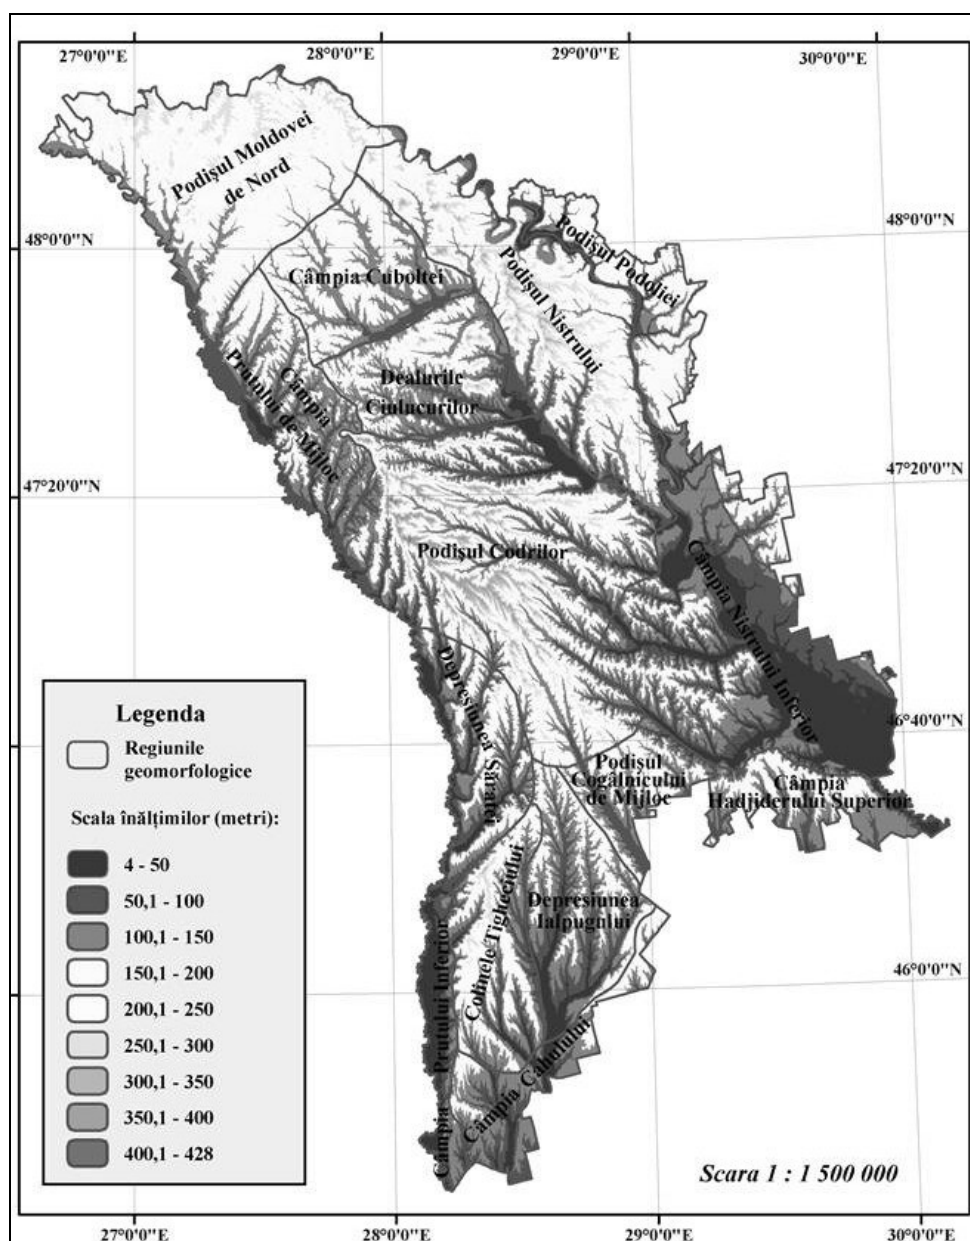 27°0'0"E 28°0'0"E 29°0'0"E 30°0'0"E
Podişul Moldovei
de Nord
48°0'0"N
48°0'0"N
Podişul Podoliei
Podişul Nistrului
Câmpia Cuboltei
Dealurile
Ciulucurilor
Câmpia
Prutului de Mijloc
47°20'0"N
47°20'0"N
Podişul Codrilor
Câmpia Nistrului Inferior
Depresiunea
Săratei
46°40'0"N
Podişul
Cogâlnicului
de Mijloc
Câmpia
Hadjiderului Superior
Colinele Tigheciului
Depresiunea
Ialpugului
46°0'0"N
Câmpia Prutului Inferior
Câmpia Cahulului
Legenda
Regiunile
geomorfologice
Scala înălţimilor (metri):
4 - 50
50,1 - 100
100,1 - 150
150,1 - 200
200,1 - 250
250,1 - 300
300,1 - 350
350,1 - 400
400,1 - 428
Scara 1 : 1 500 000
27°0'0"E 28°0'0"E 29°0'0"E 30°0'0"E